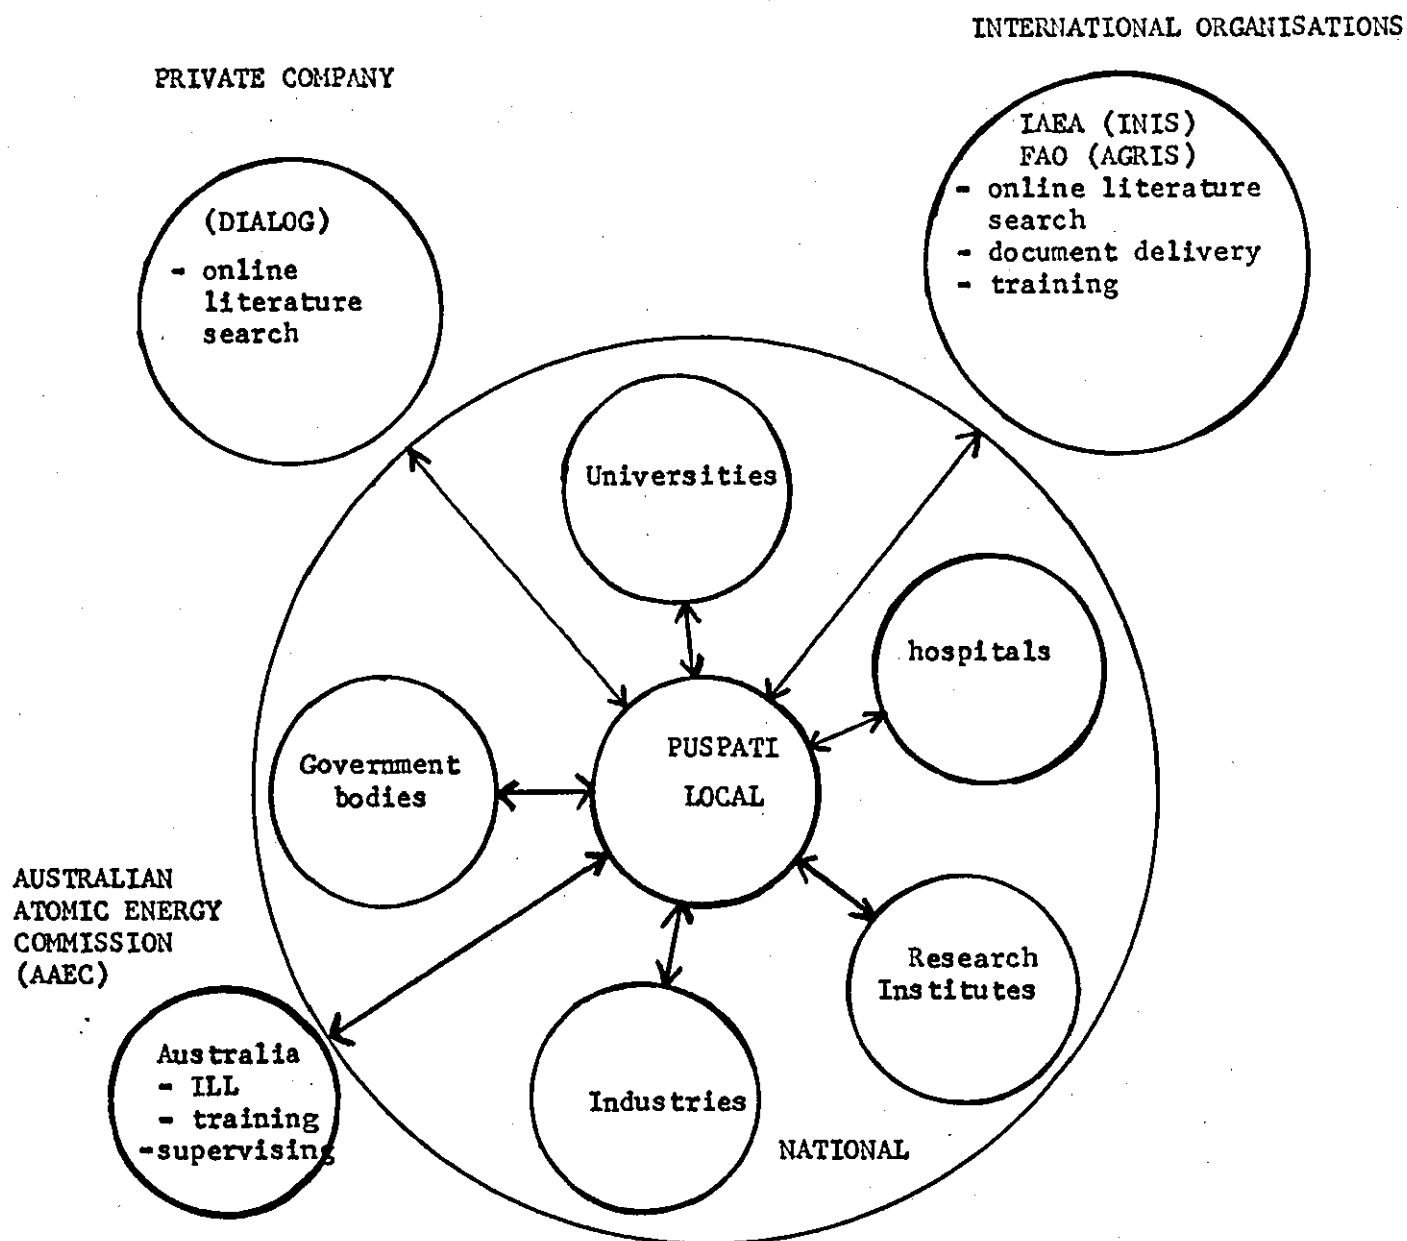 INTERNATIONAL ORGANISATIONS
PRIVATE COMPANY
IAEA (INIS)
FAO (AGRIS)
- online literature
search
- document delivery
- training
(DIALOG)
- online
literature
search
Universities
hospitals
PUSPATI
LOCAL
Government
bodies
AUSTRALIAN
ATOMIC ENERGY
COMMISSION
(AAEC)
Research
Institutes
Australia
- ILL
- training
-supervising
Industries
NATIONAL